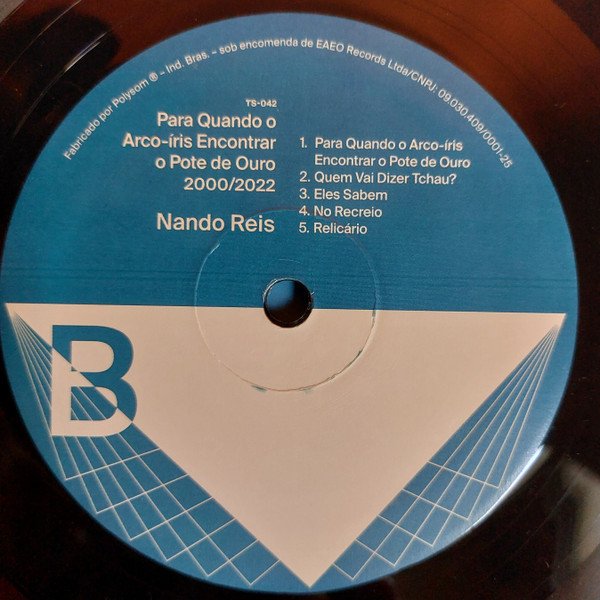 Fabricado por Polysom ® - Ind. Bras. - sob encomenda de EAEO Records Ltda/CNPJ: 09.030.409/0001-25
TS-042
Para Quando o
Arco-íris Encontrar
o Pote de Ouro
2000/2022
Nando Reis
1. Para Quando o Arco-íris
Encontrar o Pote de Ouro
2. Quem Vai Dizer Tchau?
3. Eles Sabem
4. No Recreio
5. Relicário
B